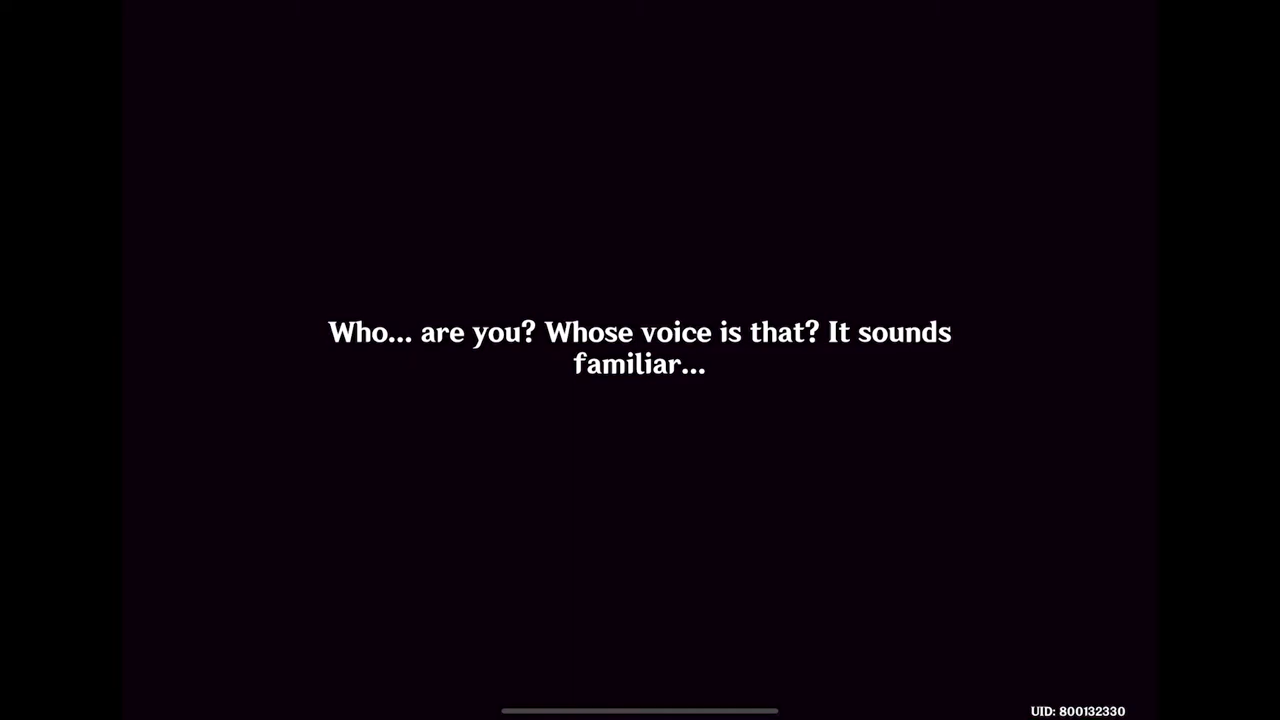 Who... are you? Whose voice is that? It sounds
familiar...
UID: 800132330